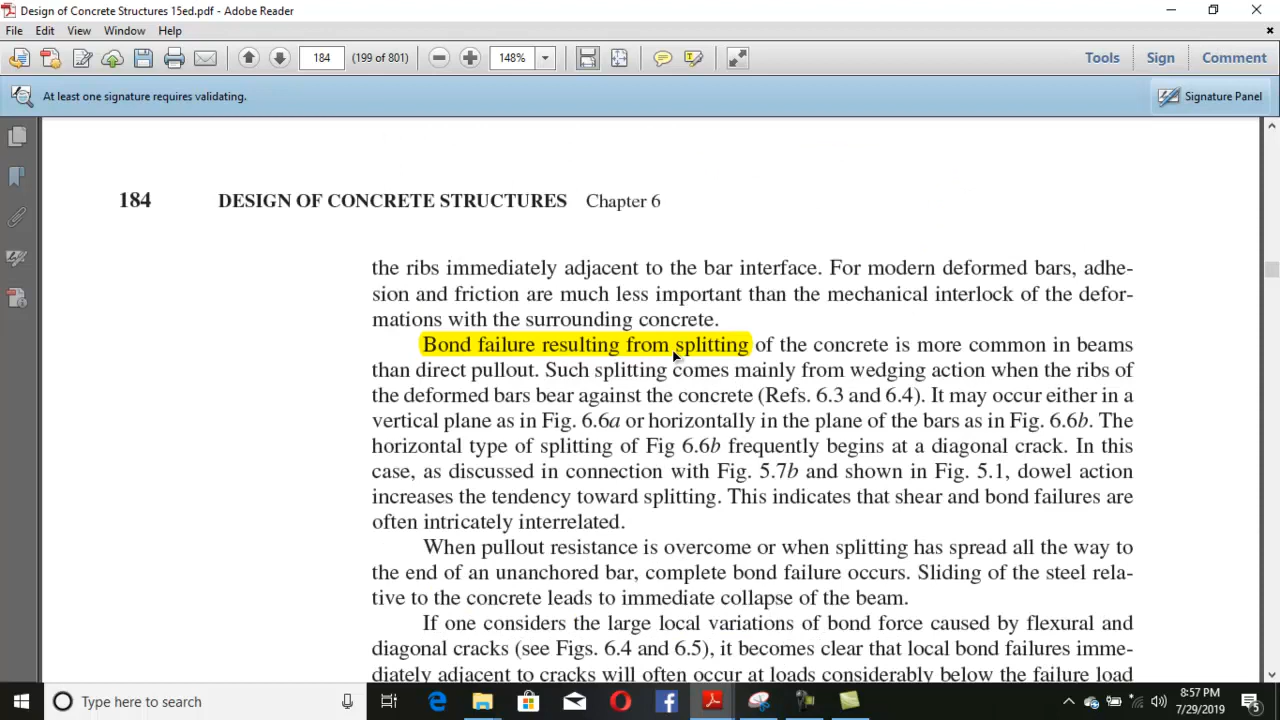 Design of Concrete Structures 15ed.pdf - Adobe Reader
File Edit View Window Help
184 (199 of 801) 148% Tools Sign Comment
At least one signature requires validating. Signature Panel
184 DESIGN OF CONCRETE STRUCTURES Chapter 6
the ribs immediately adjacent to the bar interface. For modern deformed bars, adhe-
sion and friction are much less important than the mechanical interlock of the defor-
mations with the surrounding concrete.
Bond failure resulting from splitting of the concrete is more common in beams
than direct pullout. Such splitting comes mainly from wedging action when the ribs of
the deformed bars bear against the concrete (Refs. 6.3 and 6.4). It may occur either in a
vertical plane as in Fig. 6.6a or horizontally in the plane of the bars as in Fig. 6.6b. The
horizontal type of splitting of Fig 6.6b frequently begins at a diagonal crack. In this
case, as discussed in connection with Fig. 5.7b and shown in Fig. 5.1, dowel action
increases the tendency toward splitting. This indicates that shear and bond failures are
often intricately interrelated.
When pullout resistance is overcome or when splitting has spread all the way to
the end of an unanchored bar, complete bond failure occurs. Sliding of the steel rela-
tive to the concrete leads to immediate collapse of the beam.
If one considers the large local variations of bond force caused by flexural and
diagonal cracks (see Figs. 6.4 and 6.5), it becomes clear that local bond failures imme-
diately adjacent to cracks will often occur at loads considerably below the failure load
Type here to search
8:57 PM
7/29/2019
5